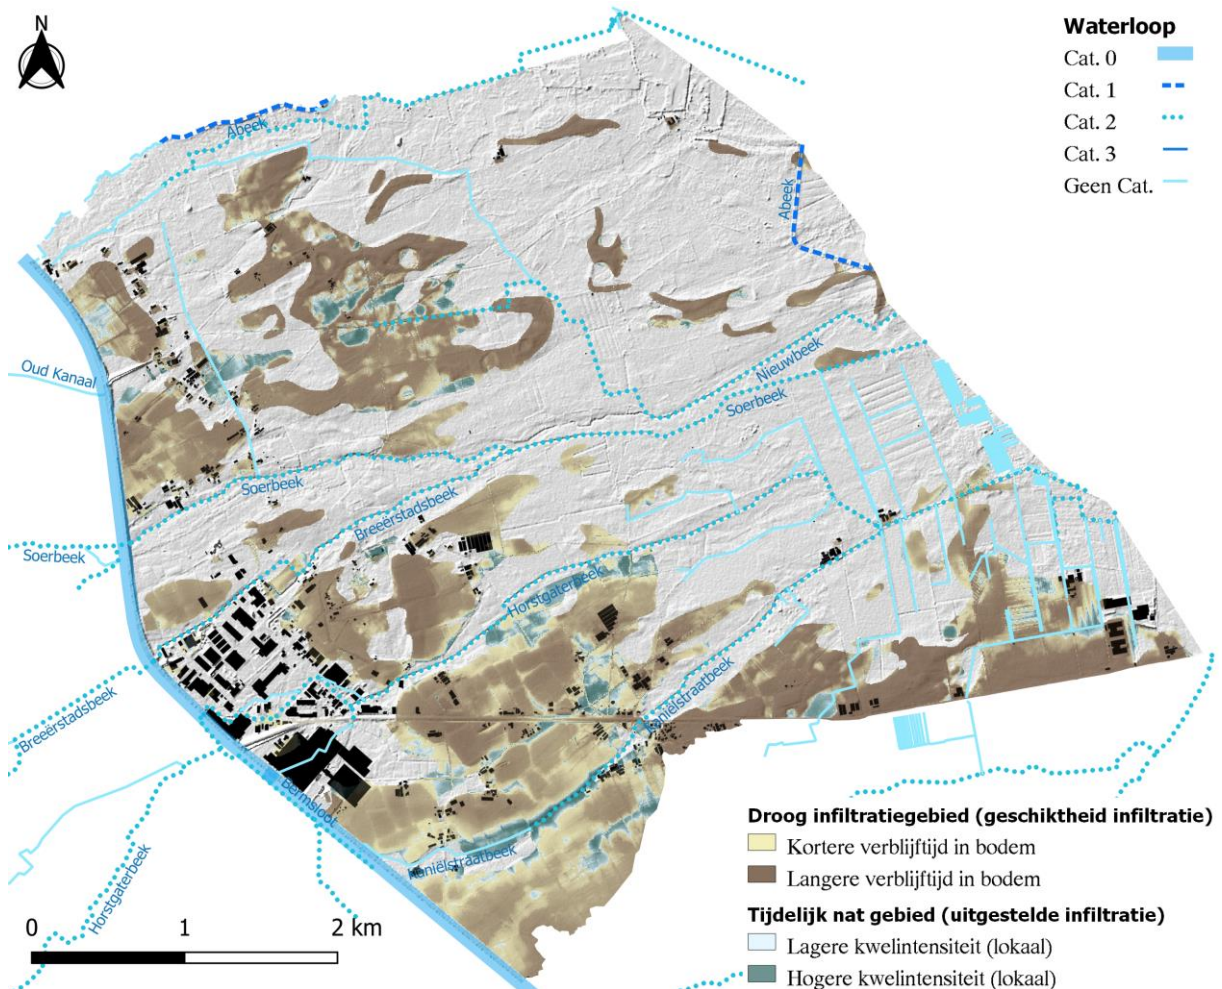 N
Waterloop
Cat. 0
Cat. 1
Cat. 2
Cat. 3
Geen Cat.
Abeek
Abeek
Oud Kanaal
Nieuwbeek
Soerbeek
Soerbeek
Breeërstadsbeek
Soerbeek
Horstgaterbeek
Breeërstadsbeek
Kaniëlstraatbeek
Bermsloot
Kaniëlstraatbeek
Horstgaterbeek
Droog infiltratiegebied (geschiktheid infiltratie)
Kortere verblijftijd in bodem
Langere verblijftijd in bodem
Tijdelijk nat gebied (uitgestelde infiltratie)
Lagere kwelintensiteit (lokaal)
Hogere kwelintensiteit (lokaal)
0 1 2 km